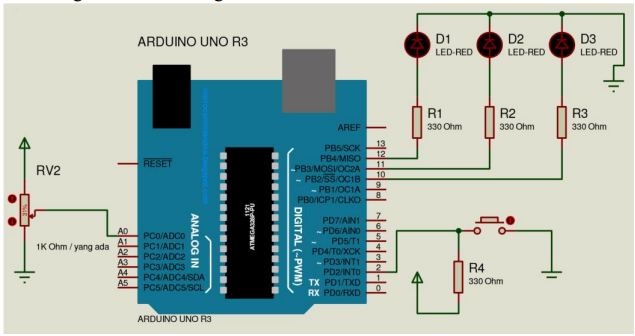 ARDUINO UNO R3
D1
LED-RED
D2
LED-RED
D3
LED-RED
R1
330 Ohm
R2
330 Ohm
R3
330 Ohm
RV2
31%
1K Ohm / yang ada
RESET
AREF
PB5/SCK 13
PB4/MISO 12
~PB3/MOSI/OC2A 11
~ PB2/SS/OC1B 10
~ PB1/OC1A 9
PB0/ICP1/CLKO 8
PD7/AIN1 7
~ PD6/AIN0 6
~ PD5/T1 5
PD4/T0/XCK 4
~ PD3/INT1 3
PD2/INT0 2
TX PD1/TXD 1
RX PD0/RXD 0
DIGITAL (~PWM)
ANALOG IN
1121
ATMEGA328P-PU
A0 PC0/ADC0
A1 PC1/ADC1
A2 PC2/ADC2
A3 PC3/ADC3
A4 PC4/ADC4/SDA
A5 PC5/ADC5/SCL
R4
330 Ohm
ARDUINO UNO R3